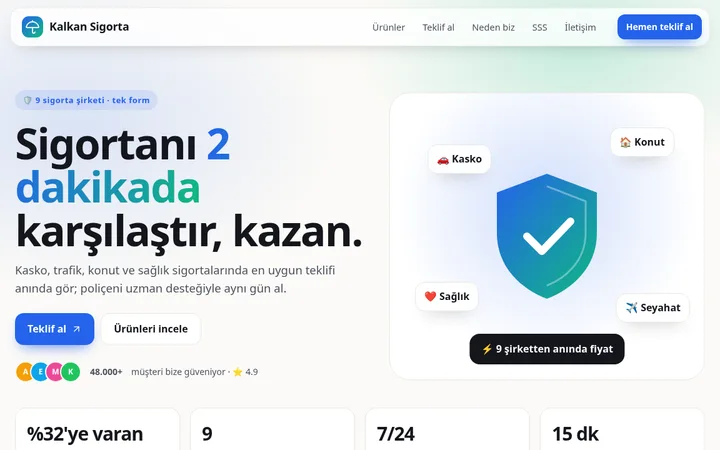 Kalkan Sigorta
Ürünler
Teklif al
Neden biz
SSS
İletişim
Hemen teklif al
9 sigorta şirketi · tek form
Sigortanı 2
dakikada
karşılaştır, kazan.
Kasko, trafik, konut ve sağlık sigortalarında en uygun teklifi
anında gör; poliçeni uzman desteğiyle aynı gün al.
Teklif al
Ürünleri incele
A E M K
48.000+ müşteri bize güveniyor · ⭐ 4.9
🚗 Kasko
🏠 Konut
❤️ Sağlık
✈️ Seyahat
⚡ 9 şirketten anında fiyat
%32'ye varan
9
7/24
15 dk